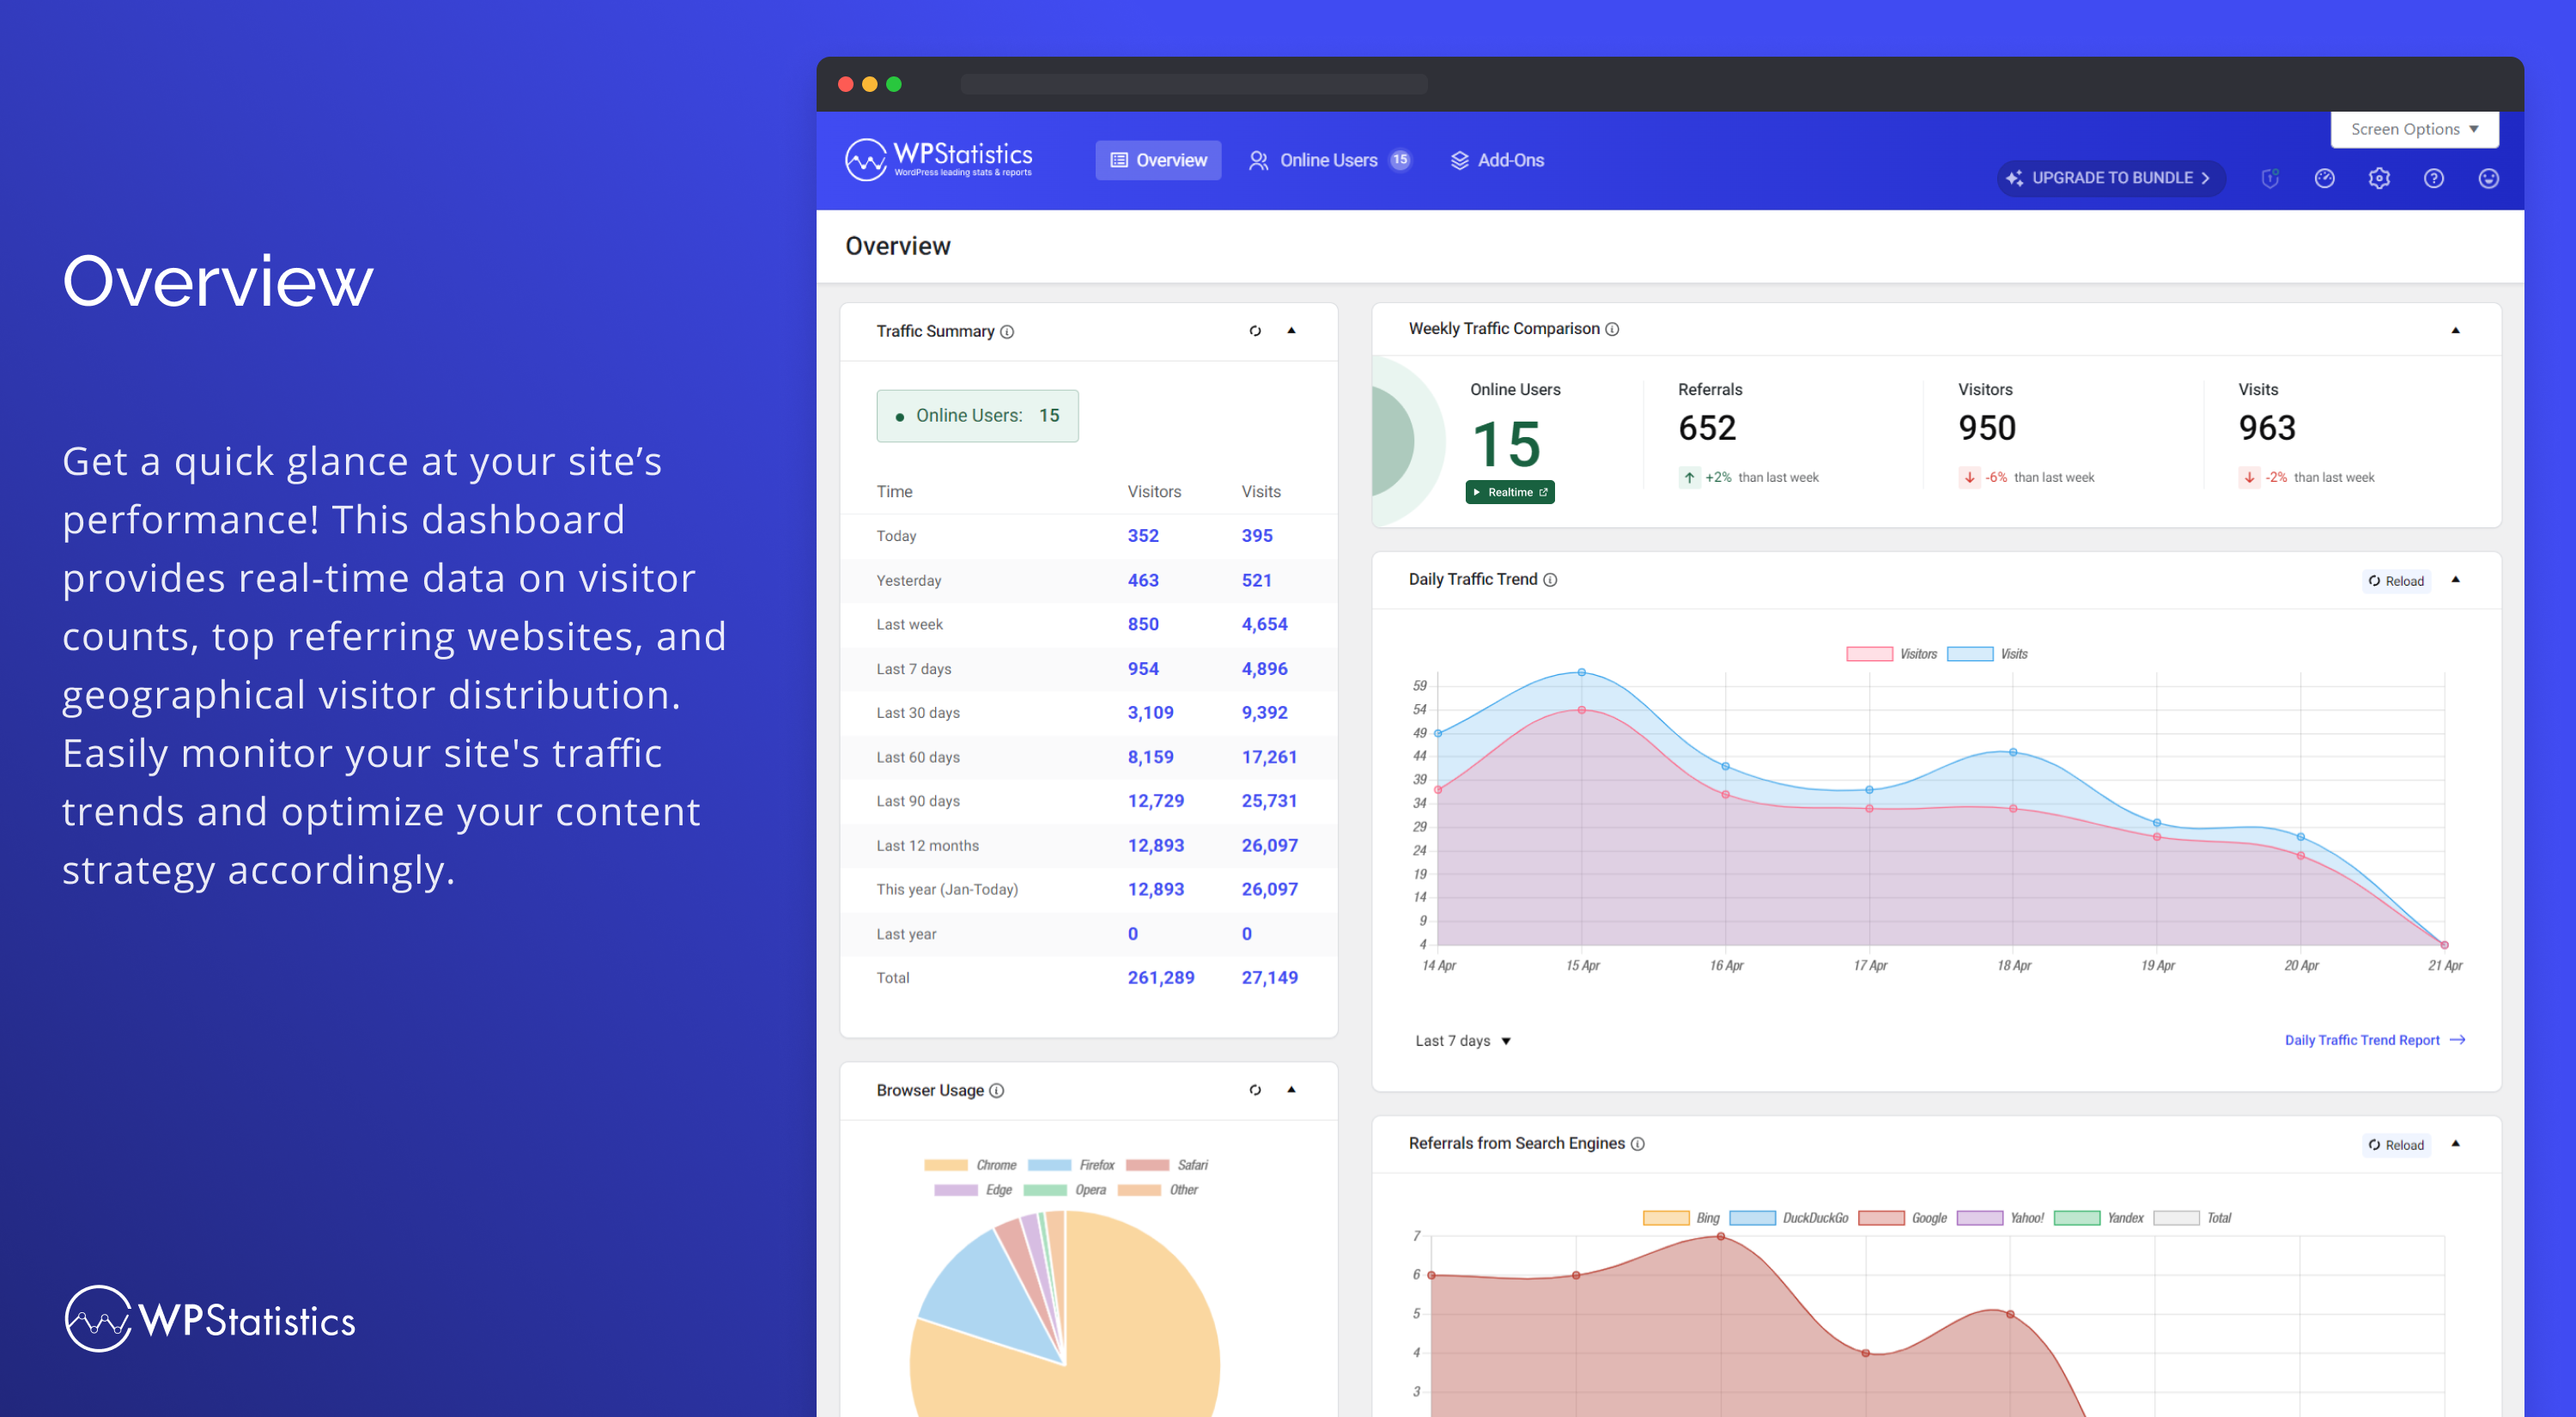 Overview
Get a quick glance at your site’s
performance! This dashboard
provides real-time data on visitor
counts, top referring websites, and
geographical visitor distribution.
Easily monitor your site's traffic
trends and optimize your content
strategy accordingly.
WPStatistics
WPStatistics
WordPress leading stats & reports
Overview
Online Users 15
Add-Ons
Screen Options
UPGRADE TO BUNDLE
Overview
Traffic Summary
Online Users: 15
Time Visitors Visits
Today 352 395
Yesterday 463 521
Last week 850 4,654
Last 7 days 954 4,896
Last 30 days 3,109 9,392
Last 60 days 8,159 17,261
Last 90 days 12,729 25,731
Last 12 months 12,893 26,097
This year (Jan-Today) 12,893 26,097
Last year 0 0
Total 261,289 27,149
Browser Usage
Chrome Firefox Safari
Edge Opera Other
Weekly Traffic Comparison
Online Users
15
Realtime
Referrals
652
+2% than last week
Visitors
950
-6% than last week
Visits
963
-2% than last week
Daily Traffic Trend
Reload
Visitors Visits
59
54
49
44
39
34
29
24
19
14
9
4
14 Apr 15 Apr 16 Apr 17 Apr 18 Apr 19 Apr 20 Apr 21 Apr
Last 7 days
Daily Traffic Trend Report
Referrals from Search Engines
Reload
Bing DuckDuckGo Google Yahoo! Yandex Total
7
6
5
4
3